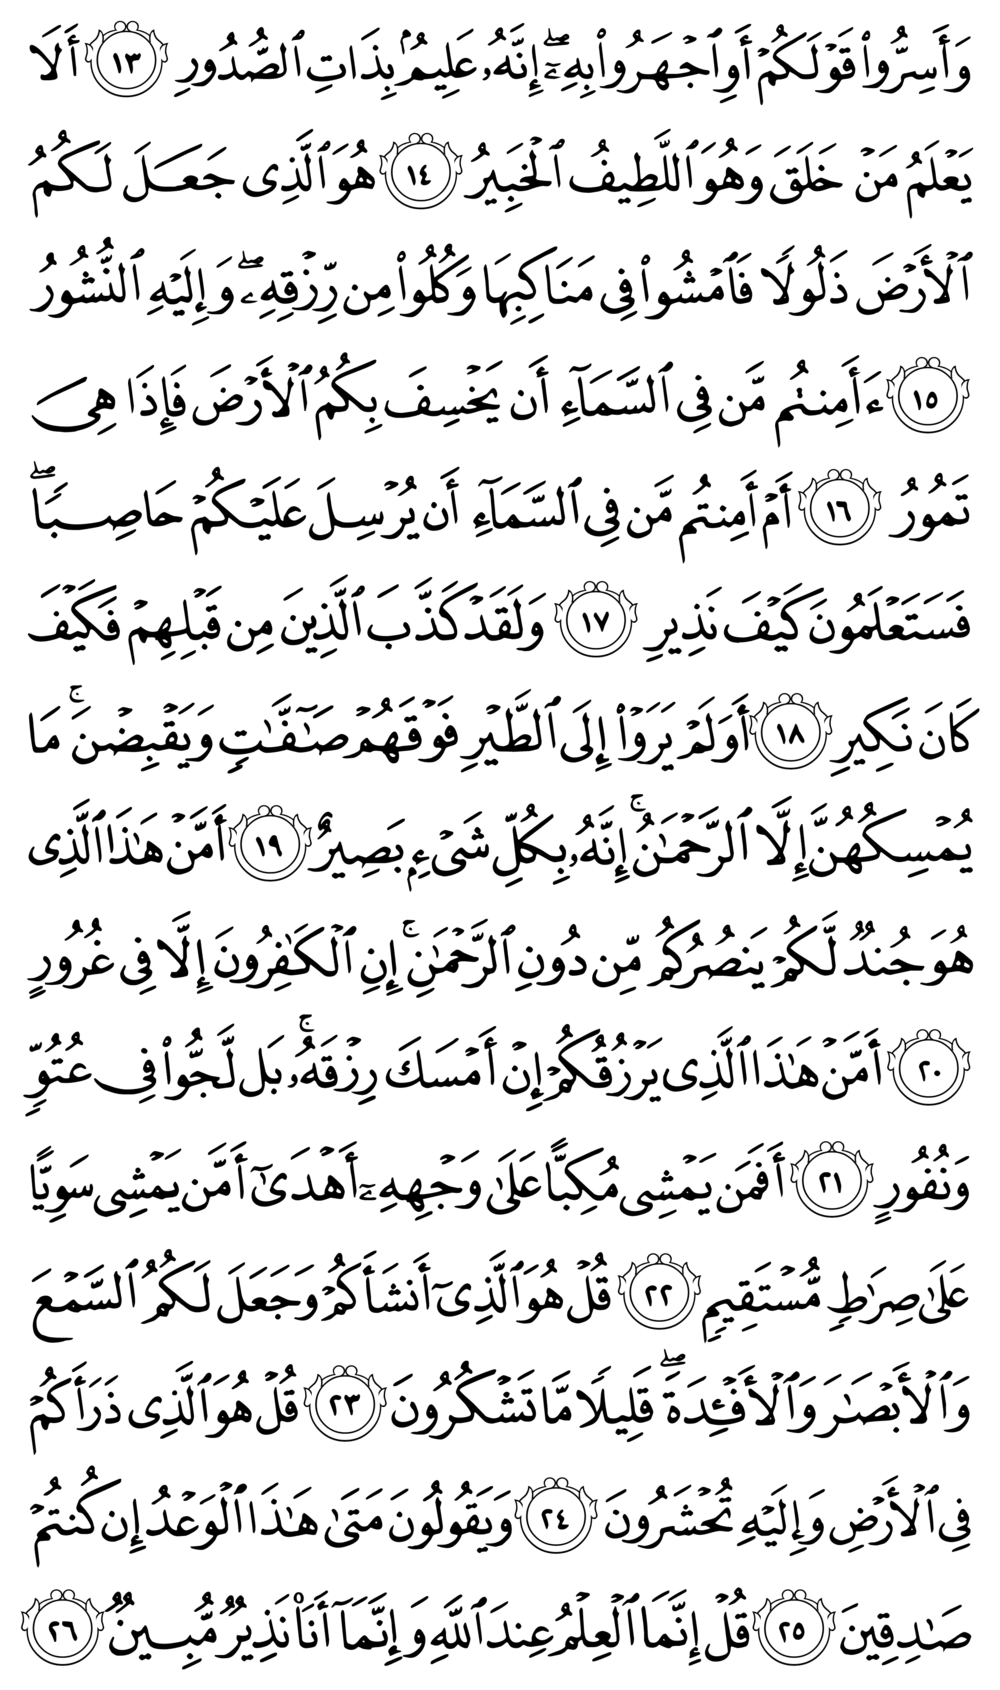 وَأَسِرُّوا۟ قَوْلَكُمْ أَوِ ٱجْهَرُوا۟ بِهِۦٓ ۖ إِنَّهُۥ عَلِيمٌۢ بِذَاتِ ٱلصُّدُورِ ١٣ أَلَا
يَعْلَمُ مَنْ خَلَقَ وَهُوَ ٱللَّطِيفُ ٱلْخَبِيرُ ١٤ هُوَ ٱلَّذِى جَعَلَ لَكُمُ
ٱلْأَرْضَ ذَلُولًا فَٱمْشُوا۟ فِى مَنَاكِبِهَا وَكُلُوا۟ مِن رِّزْقِهِۦ ۖ وَإِلَيْهِ ٱلنُّشُورُ
١٥ ءَأَمِنتُم مَّن فِى ٱلسَّمَآءِ أَن يَخْسِفَ بِكُمُ ٱلْأَرْضَ فَإِذَا هِىَ
تَمُورُ ١٦ أَمْ أَمِنتُم مَّن فِى ٱلسَّمَآءِ أَن يُرْسِلَ عَلَيْكُمْ حَاصِبًا ۖ
فَسَتَعْلَمُونَ كَيْفَ نَذِيرِ ١٧ وَلَقَدْ كَذَّبَ ٱلَّذِينَ مِن قَبْلِهِمْ فَكَيْفَ
كَانَ نَكِيرِ ١٨ أَوَلَمْ يَرَوْا۟ إِلَى ٱلطَّيْرِ فَوْقَهُمْ صَـٰٓفَّـٰتٍ وَيَقْبِضْنَ ۚ مَا
يُمْسِكُهُنَّ إِلَّا ٱلرَّحْمَـٰنُ ۚ إِنَّهُۥ بِكُلِّ شَىْءٍۭ بَصِيرٌ ١٩ أَمَّنْ هَـٰذَا ٱلَّذِى
هُوَ جُندٌ لَّكُمْ يَنصُرُكُم مِّن دُونِ ٱلرَّحْمَـٰنِ ۚ إِنِ ٱلْكَـٰفِرُونَ إِلَّا فِى غُرُورٍ
٢٠ أَمَّنْ هَـٰذَا ٱلَّذِى يَرْزُقُكُمْ إِنْ أَمْسَكَ رِزْقَهُۥ ۚ بَل لَّجُّوا۟ فِى عُتُوٍّ
وَنُفُورٍ ٢١ أَفَمَن يَمْشِى مُكِبًّا عَلَىٰ وَجْهِهِۦٓ أَهْدَىٰٓ أَمَّن يَمْشِى سَوِيًّا
عَلَىٰ صِرَٰطٍ مُّسْتَقِيمٍ ٢٢ قُلْ هُوَ ٱلَّذِىٓ أَنشَأَكُمْ وَجَعَلَ لَكُمُ ٱلسَّمْعَ
وَٱلْأَبْصَـٰرَ وَٱلْأَفْـِٔدَةَ ۖ قَلِيلًا مَّا تَشْكُرُونَ ٢٣ قُلْ هُوَ ٱلَّذِى ذَرَأَكُمْ
فِى ٱلْأَرْضِ وَإِلَيْهِ تُحْشَرُونَ ٢٤ وَيَقُولُونَ مَتَىٰ هَـٰذَا ٱلْوَعْدُ إِن كُنتُمْ
صَـٰدِقِينَ ٢٥ قُلْ إِنَّمَا ٱلْعِلْمُ عِندَ ٱللَّهِ وَإِنَّمَآ أَنَا۠ نَذِيرٌ مُّبِينٌ ٢٦